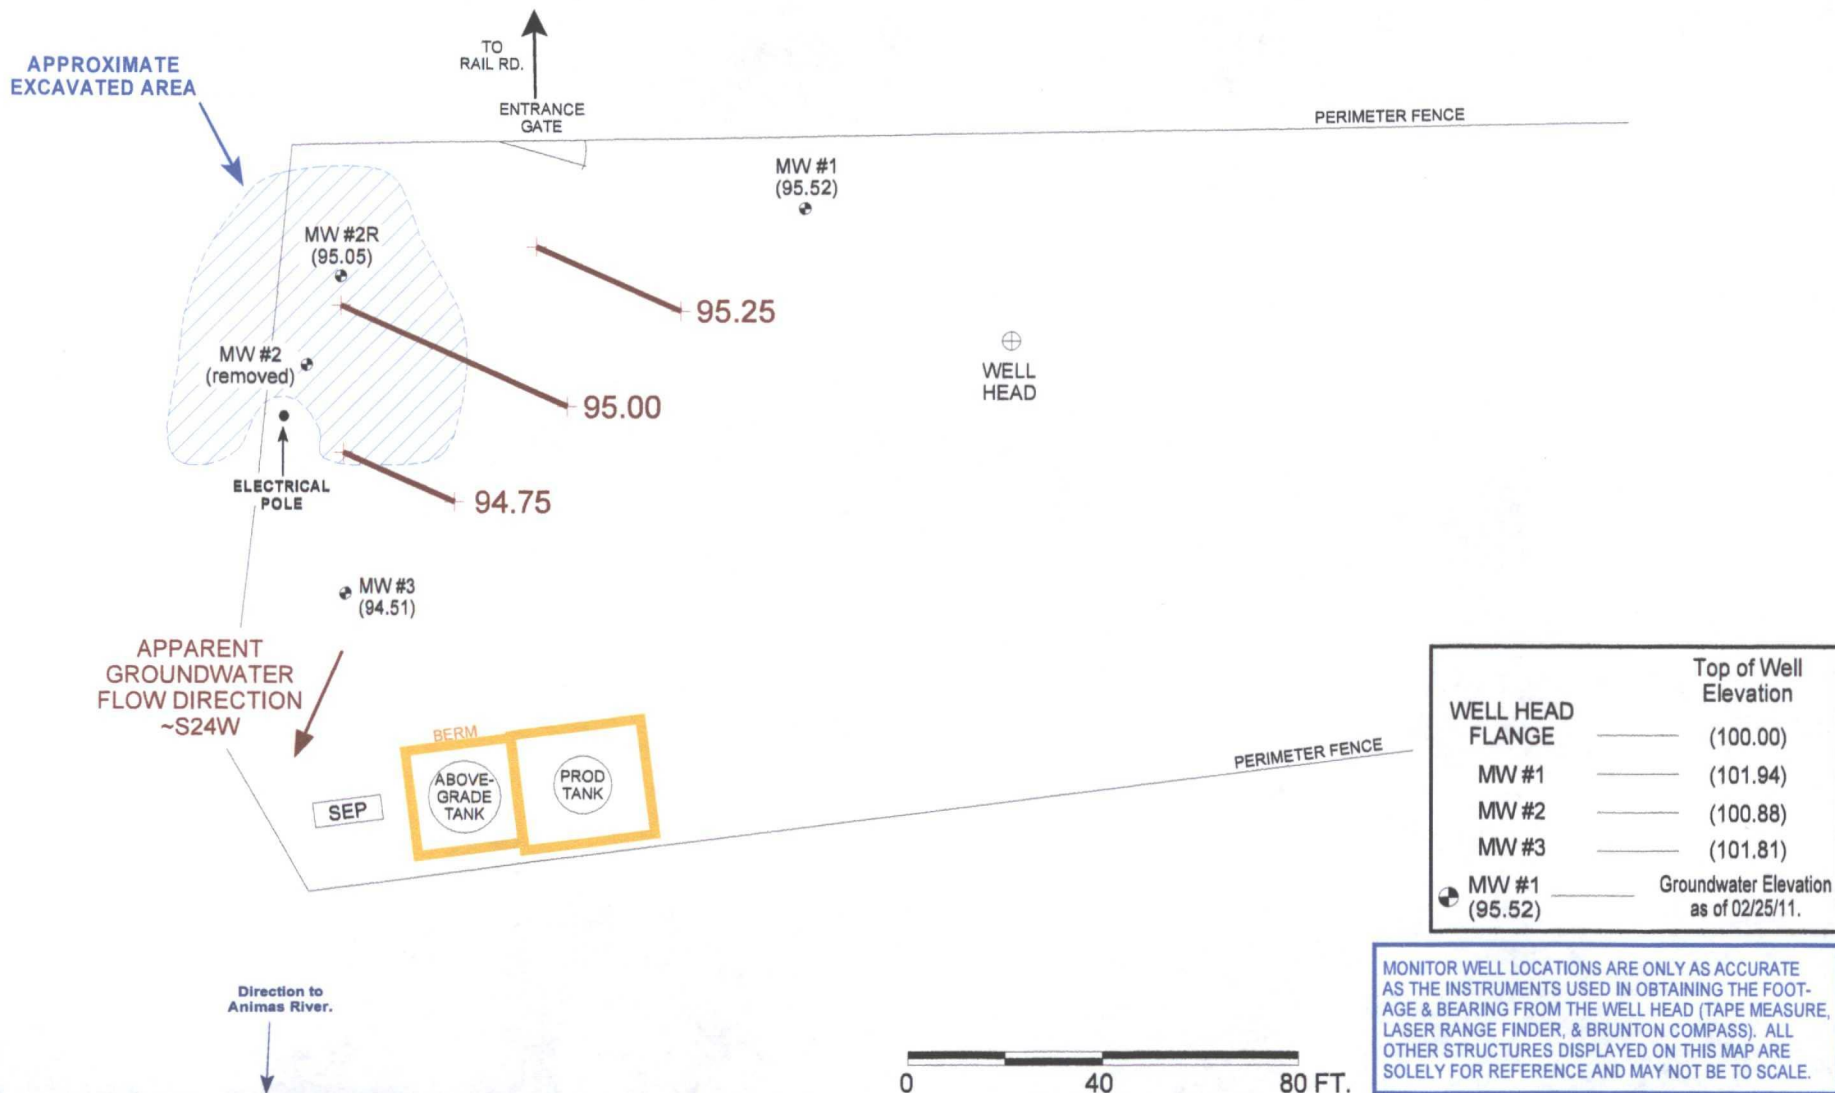 TO
RAIL RD.
APPROXIMATE
EXCAVATED AREA
ENTRANCE
GATE
PERIMETER FENCE
MW #1
(95.52)
MW #2R
(95.05)
95.25
MW #2
(removed)
WELL
HEAD
95.00
ELECTRICAL
POLE
94.75
MW #3
(94.51)
APPARENT
GROUNDWATER
FLOW DIRECTION
~S24W
BERM
ABOVE-
GRADE
TANK
PROD
TANK
SEP
PERIMETER FENCE
Top of Well
Elevation
WELL HEAD
FLANGE (100.00)
MW #1 (101.94)
MW #2 (100.88)
MW #3 (101.81)
MW #1 Groundwater Elevation
(95.52) as of 02/25/11.
MONITOR WELL LOCATIONS ARE ONLY AS ACCURATE
AS THE INSTRUMENTS USED IN OBTAINING THE FOOT-
AGE & BEARING FROM THE WELL HEAD (TAPE MEASURE,
LASER RANGE FINDER, & BRUNTON COMPASS). ALL
OTHER STRUCTURES DISPLAYED ON THIS MAP ARE
SOLELY FOR REFERENCE AND MAY NOT BE TO SCALE.
Direction to
Animas River.
0 40 80 FT.